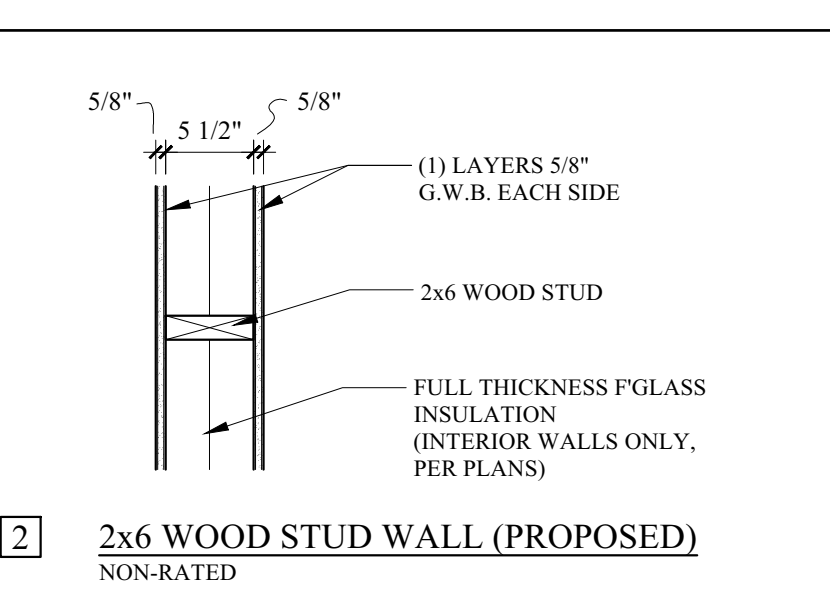 5/8"
5/8"
5 1/2"
(1) LAYERS 5/8"
G.W.B. EACH SIDE
2x6 WOOD STUD
FULL THICKNESS F'GLASS
INSULATION
(INTERIOR WALLS ONLY,
PER PLANS)
2
2x6 WOOD STUD WALL (PROPOSED)
NON-RATED